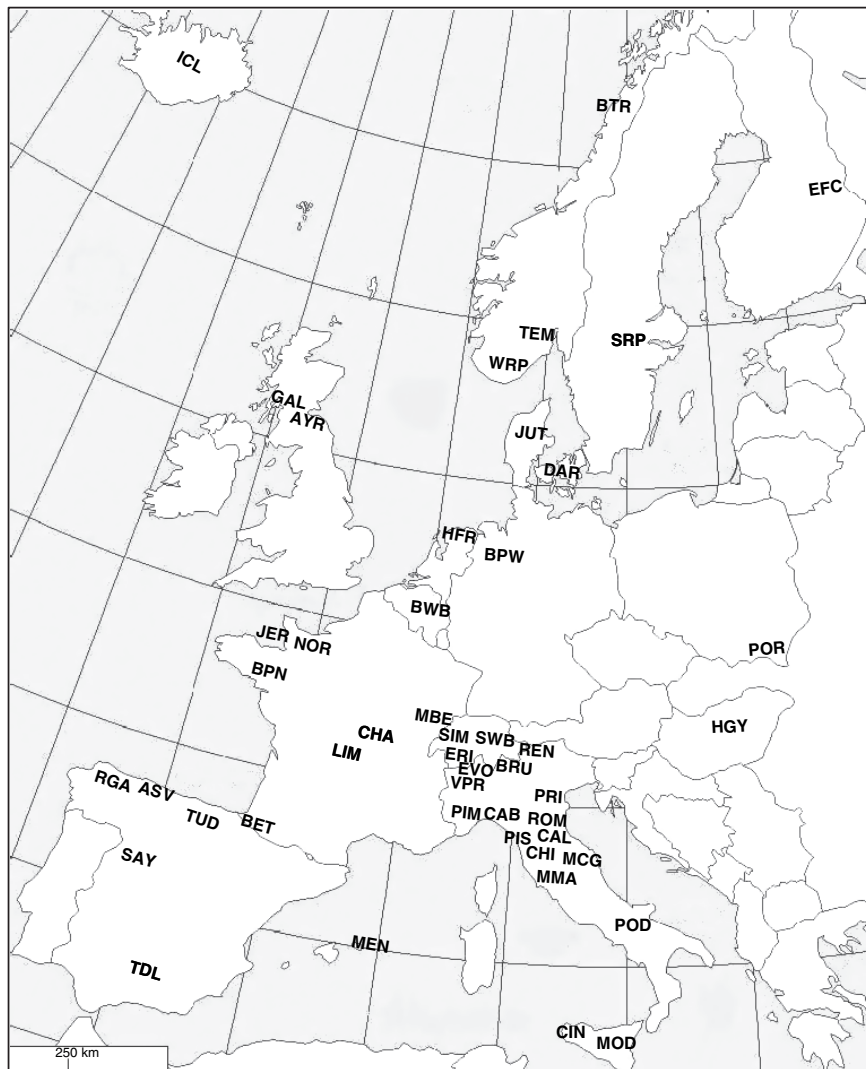 ICL
BTR
EFC
TEM
SRP
WRP
GAL
AYR
JUT
DAR
HFR
BPW
BWB
JER NOR
POR
BPN
MBE
HGY
CHA
SIM SWB
LIM
REN
ERI
EVO BRU
VPR
RGA ASV
PRI
TUD BET
PIM CAB ROM
PIS CAL
SAY
CHI MCG
MMA
POD
MEN
TDL
CIN
MOD
250 km